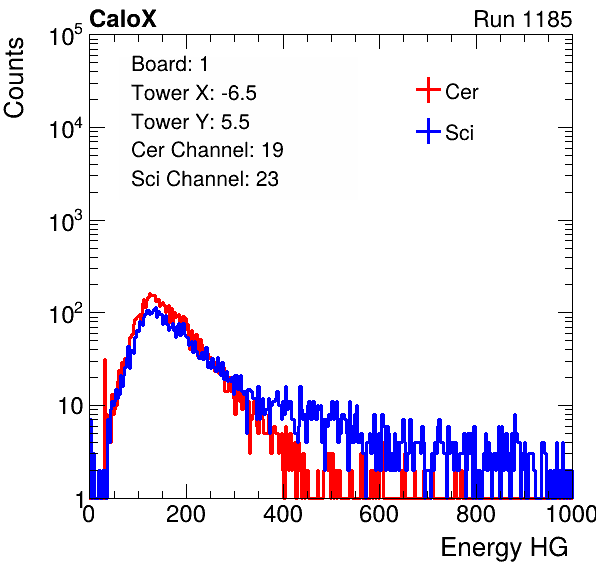 CaloX Run 1185
Counts
10^5
10^4
10^3
10^2
10
1
Board: 1
Tower X: -6.5
Tower Y: 5.5
Cer Channel: 19
Sci Channel: 23
Cer
Sci
0 200 400 600 800 1000
Energy HG